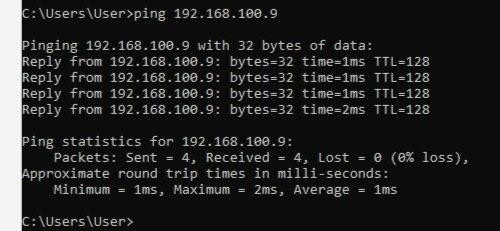 C:\Users\User>ping 192.168.100.9
Pinging 192.168.100.9 with 32 bytes of data:
Reply from 192.168.100.9: bytes=32 time=1ms TTL=128
Reply from 192.168.100.9: bytes=32 time=1ms TTL=128
Reply from 192.168.100.9: bytes=32 time=1ms TTL=128
Reply from 192.168.100.9: bytes=32 time=2ms TTL=128
Ping statistics for 192.168.100.9:
    Packets: Sent = 4, Received = 4, Lost = 0 (0% loss),
Approximate round trip times in milli-seconds:
    Minimum = 1ms, Maximum = 2ms, Average = 1ms
C:\Users\User>